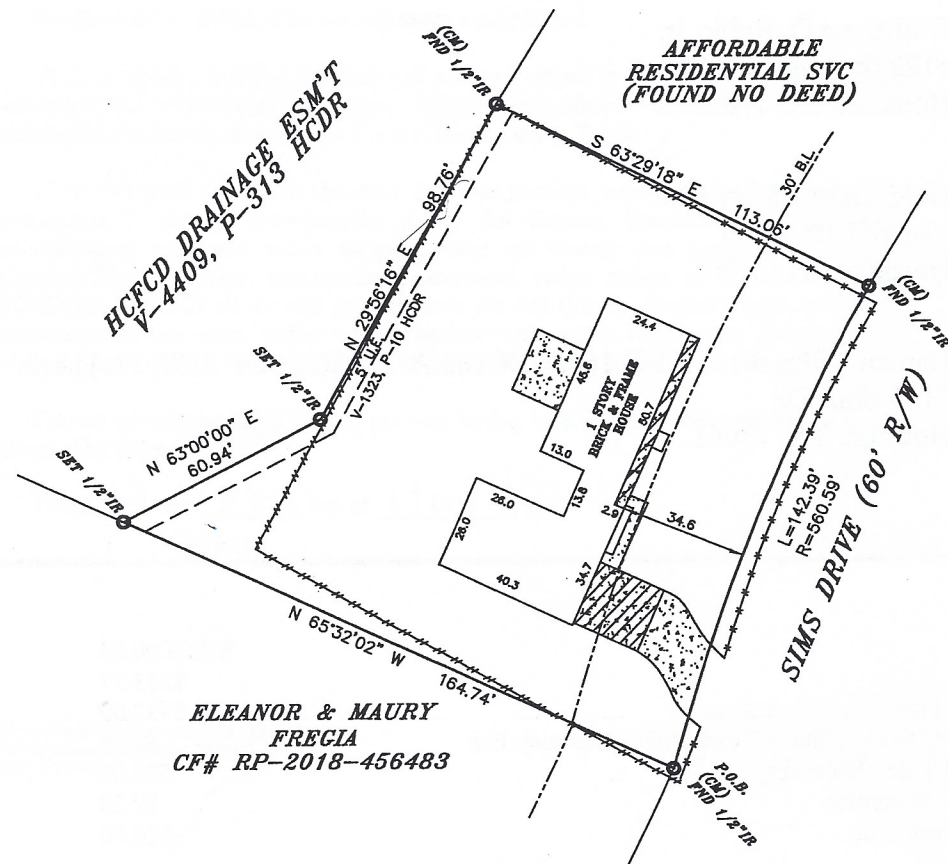 (CM)
FND 1/2"IR
AFFORDABLE
RESIDENTIAL SVC
(FOUND NO DEED)
HCFCD DRAINAGE ESM'T
V-4409, P-313 HCDR
S 63°29'18" E
113.06'
30' B.L.
(CM)
FND 1/2"IR
N 29°56'16" E
98.76'
5' U.E.
V-1323, P-10 HCDR
SET 1/2"IR
N 63°00'00" E
60.94'
SET 1/2"IR
24.4
45.6
1 STORY
BRICK & FRAME
HOUSE
50.7
13.0
13.8
26.0
26.0
40.3
2.9
34.7
34.6
L=142.39'
R=560.59'
SIMS DRIVE (60' R/W)
N 65°32'02" W
164.74'
ELEANOR & MAURY
FREGIA
CF# RP-2018-456483
P.O.B.
(CM)
FND 1/2"IR